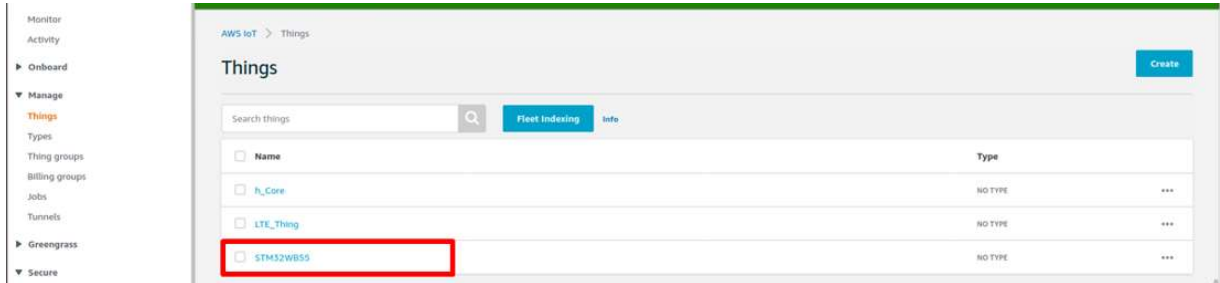 Monitor
Activity
Onboard
Manage
Things
Types
Thing groups
Billing groups
Jobs
Tunnels
Greengrass
Secure
AWS IoT > Things
Things
Create
Search things
Fleet Indexing Info
Name Type
h_Core NO TYPE
LTE_Thing NO TYPE
STM32WB55 NO TYPE